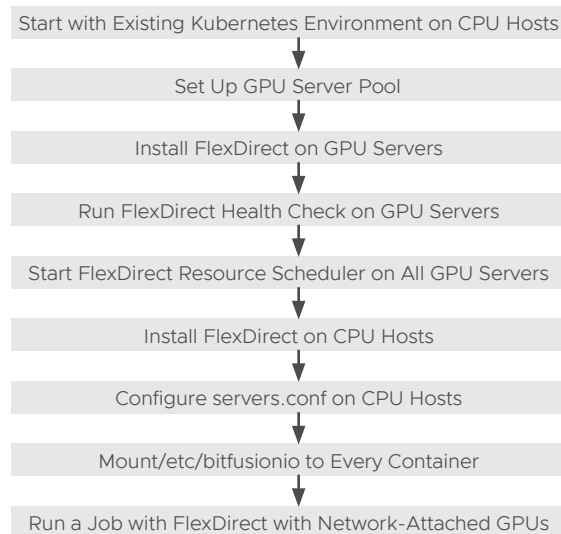 Start with Existing Kubernetes Environment on CPU Hosts
Set Up GPU Server Pool
Install FlexDirect on GPU Servers
Run FlexDirect Health Check on GPU Servers
Start FlexDirect Resource Scheduler on All GPU Servers
Install FlexDirect on CPU Hosts
Configure servers.conf on CPU Hosts
Mount/etc/bitfusionio to Every Container
Run a Job with FlexDirect with Network-Attached GPUs